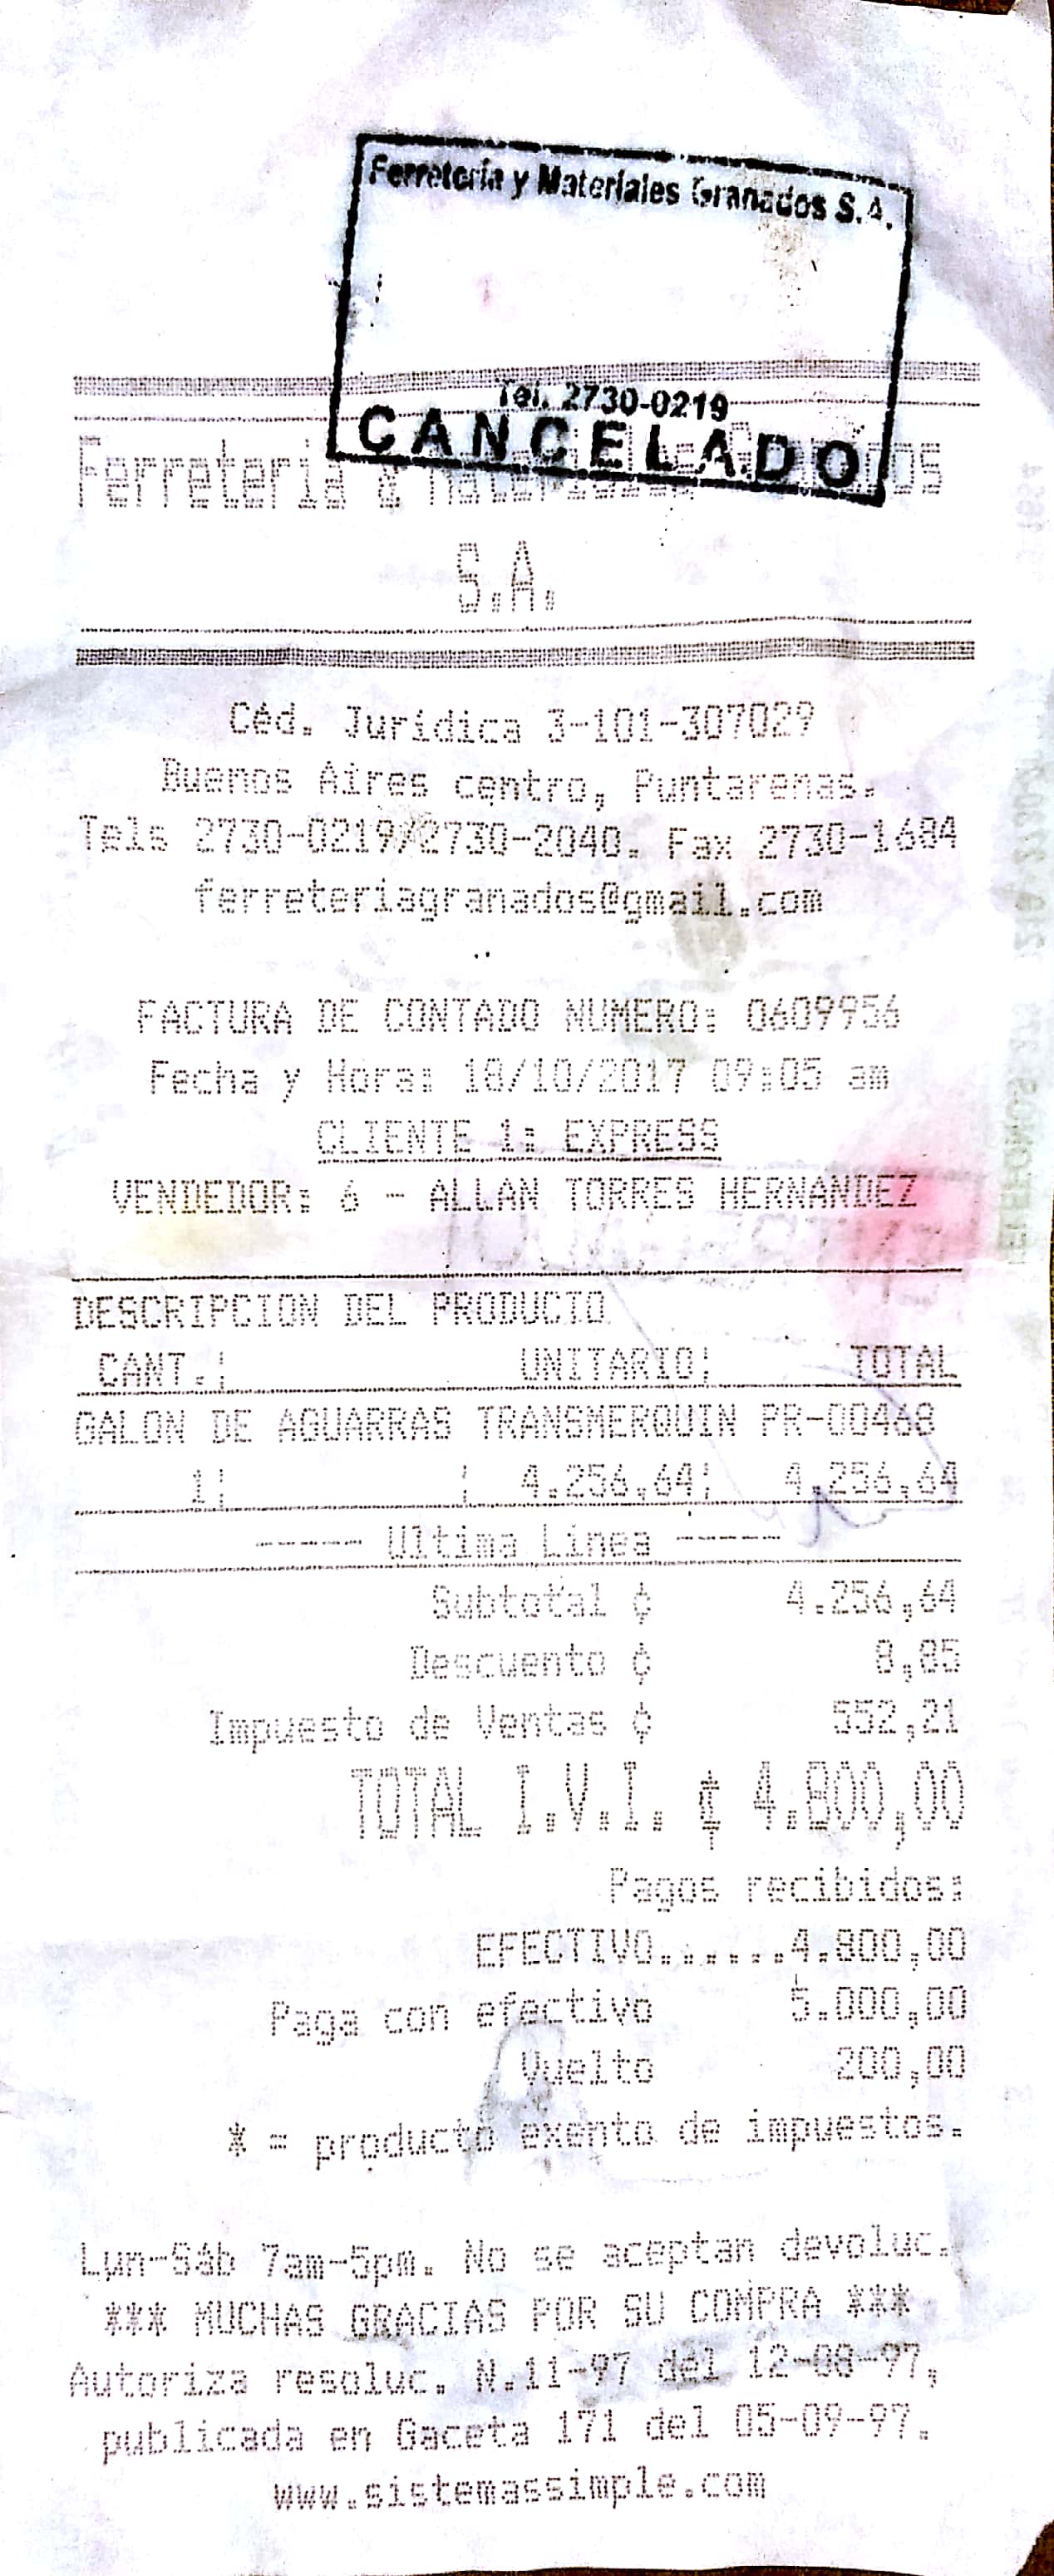 Ferretería y Materiales Granados S.A.
Tel. 2730-0219
CANCELADO
Ferreteria & Materiales Granados
S.A.
Céd. Jurídica 3-101-307029
Buenos Aires centro, Puntarenas.
Tels 2730-0219/2730-2040. Fax 2730-1684
ferreteriagranados@gmail.com
FACTURA DE CONTADO NUMERO: 0609956
Fecha y Hora: 18/10/2017 09:05 am
CLIENTE 1: EXPRESS
VENDEDOR: 6 - ALLAN TORRES HERNANDEZ
DESCRIPCION DEL PRODUCTO
CANT.| UNITARIO| TOTAL
GALON DE AGUARRAS TRANSMERQUIN PR-00468
1| | 4.256,64| 4.256,64
------ Ultima Línea ------
Subtotal ¢ 4.256,64
Descuento ¢ 8,85
Impuesto de Ventas ¢ 552,21
TOTAL I.V.I. ¢ 4.800,00
Pagos recibidos:
EFECTIVO......4.800,00
Paga con efectivo 5.000,00
Vuelto 200,00
* = producto exento de impuestos.
Lun-Sáb 7am-5pm. No se aceptan devoluc.
*** MUCHAS GRACIAS POR SU COMPRA ***
Autoriza resoluc. N.11-97 del 12-08-97,
publicada en Gaceta 171 del 05-09-97.
www.sistemassimple.com